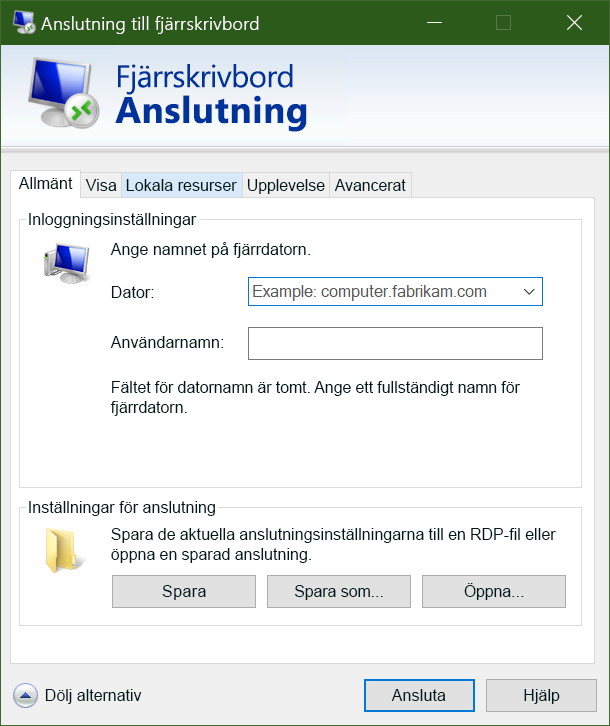 Anslutning till fjärrskrivbord
Fjärrskrivbord
Anslutning
Allmänt Visa Lokala resurser Upplevelse Avancerat
Inloggningsinställningar
Ange namnet på fjärrdatorn.
Dator: Example: computer.fabrikam.com
Användarnamn:
Fältet för datornamn är tomt. Ange ett fullständigt namn för
fjärrdatorn.
Inställningar för anslutning
Spara de aktuella anslutningsinställningarna till en RDP-fil eller
öppna en sparad anslutning.
Spara Spara som... Öppna...
Dölj alternativ Ansluta Hjälp